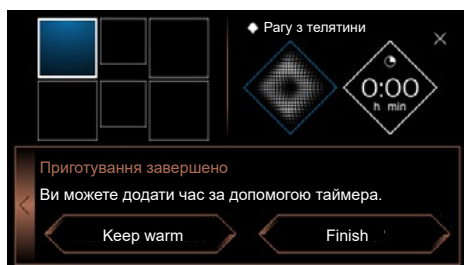 Рагу з телятини
0:00
h min
Приготування завершено
Ви можете додати час за допомогою таймера.
Keep warm
Finish